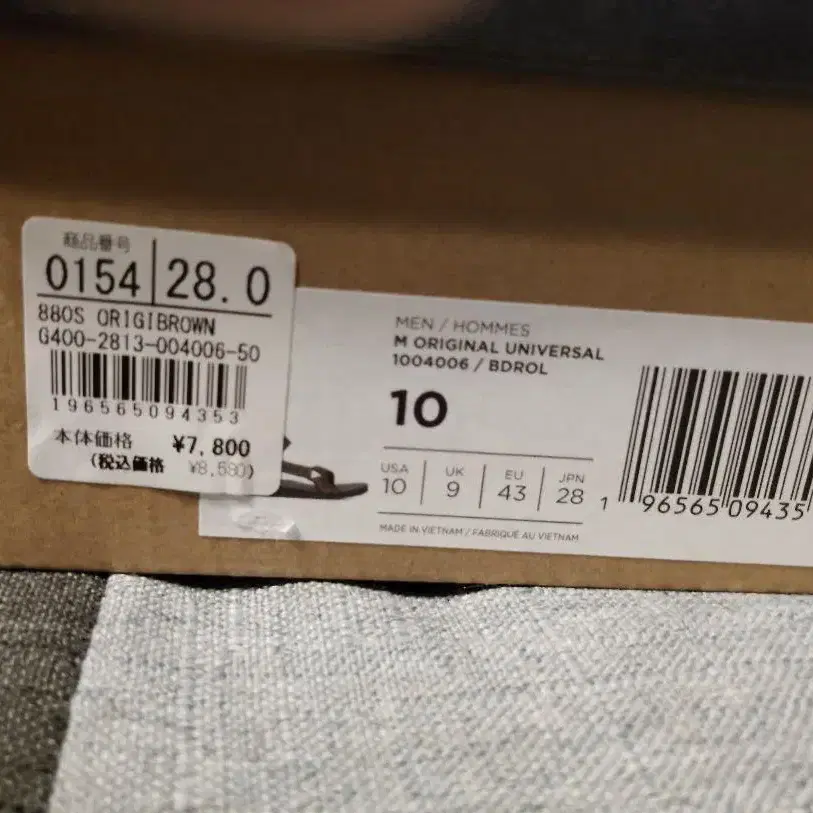 商品番号
0154 28.0
880S ORIGIBROWN
G400-2813-004006-50
196565094353
本体価格 ¥7,800
(税込価格 ¥8,580)
MEN / HOMMES
M ORIGINAL UNIVERSAL
1004006 / BDROL
10
USA UK EU JPN
10 9 43 28
MADE IN VIETNAM / FABRIQUÉ AU VIETNAM
1 96565 09435